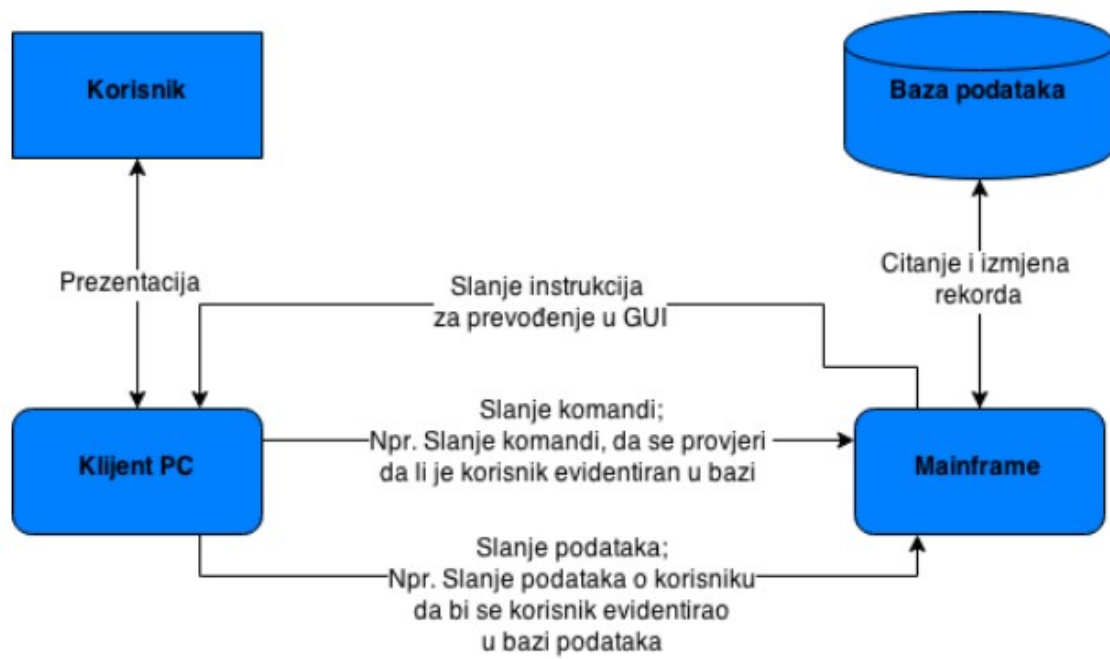 Korisnik
Baza podataka
Prezentacija
Citanje i izmjena
rekorda
Slanje instrukcija
za prevođenje u GUI
Klijent PC
Slanje komandi;
Npr. Slanje komandi, da se provjeri
da li je korisnik evidentiran u bazi
Mainframe
Slanje podataka;
Npr. Slanje podataka o korisniku
da bi se korisnik evidentirao
u bazi podataka